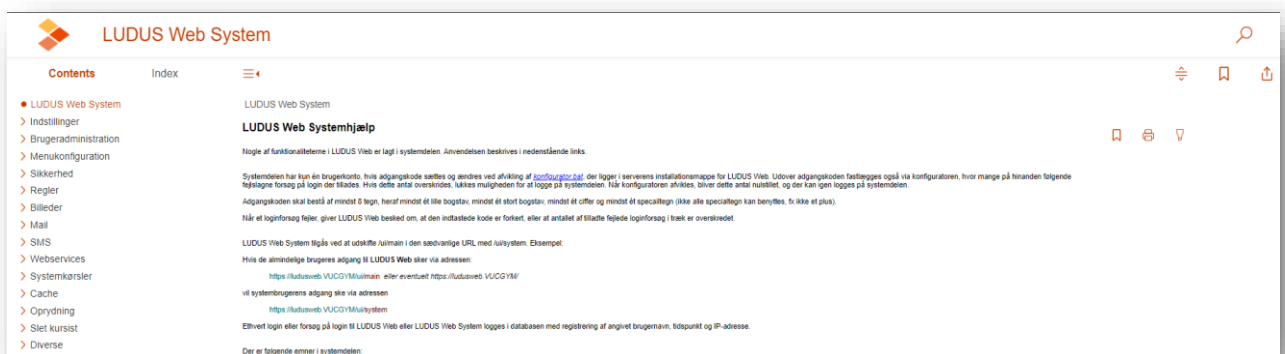 LUDUS Web System
Contents
Index
LUDUS Web System
Indstillinger
Brugeradministration
Menukonfiguration
Sikkerhed
Regler
Billeder
Mail
SMS
Webservices
Systemkørsler
Cache
Oprydning
Slet kursist
Diverse
LUDUS Web System
LUDUS Web Systemhjælp
Nogle af funktionaliteterne i LUDUS Web er lagt i systemdelen. Anvendelsen beskrives i nedenstående links.
Systemdelen har kun én brugerkonto, hvis adgangskode sættes og ændres ved afvikling af konfigurator.bat, der ligger i serverens installationsmappe for LUDUS Web. Udover adgangskoden fastlægges også via konfiguratoren, hvor mange på hinanden følgende
fejlslagne forsøg på login der tillades. Hvis dette antal overskrides, lukkes muligheden for at logge på systemdelen. Når konfiguratoren afvikles, bliver dette antal nulstillet, og der kan igen logges på systemdelen.
Adgangskoden skal bestå af mindst 8 tegn, heraf mindst ét lille bogstav, mindst ét stort bogstav, mindst ét ciffer og mindst ét specialtegn (ikke alle specialtegn kan benyttes, fx ikke et plus).
Når et loginforsøg fejler, giver LUDUS Web besked om, at den indtastede kode er forkert, eller at antallet af tilladte fejlede loginforsøg i træk er overskredet.
LUDUS Web System tilgås ved at udskifte /ui/main i den sædvanlige URL med /ui/system. Eksempel:
Hvis de almindelige brugeres adgang til LUDUS Web sker via adressen:
https://ludusweb.VUCGYM/ui/main eller eventuelt https://ludusweb.VUCGYM/
vil systembrugerens adgang ske via adressen
https://ludusweb.VUCGYM/ui/system
Ethvert login eller forsøg på login til LUDUS Web eller LUDUS Web System logges i databasen med registrering af angivet brugernavn, tidspunkt og IP-adresse.
Der er følgende emner i systemdelen: